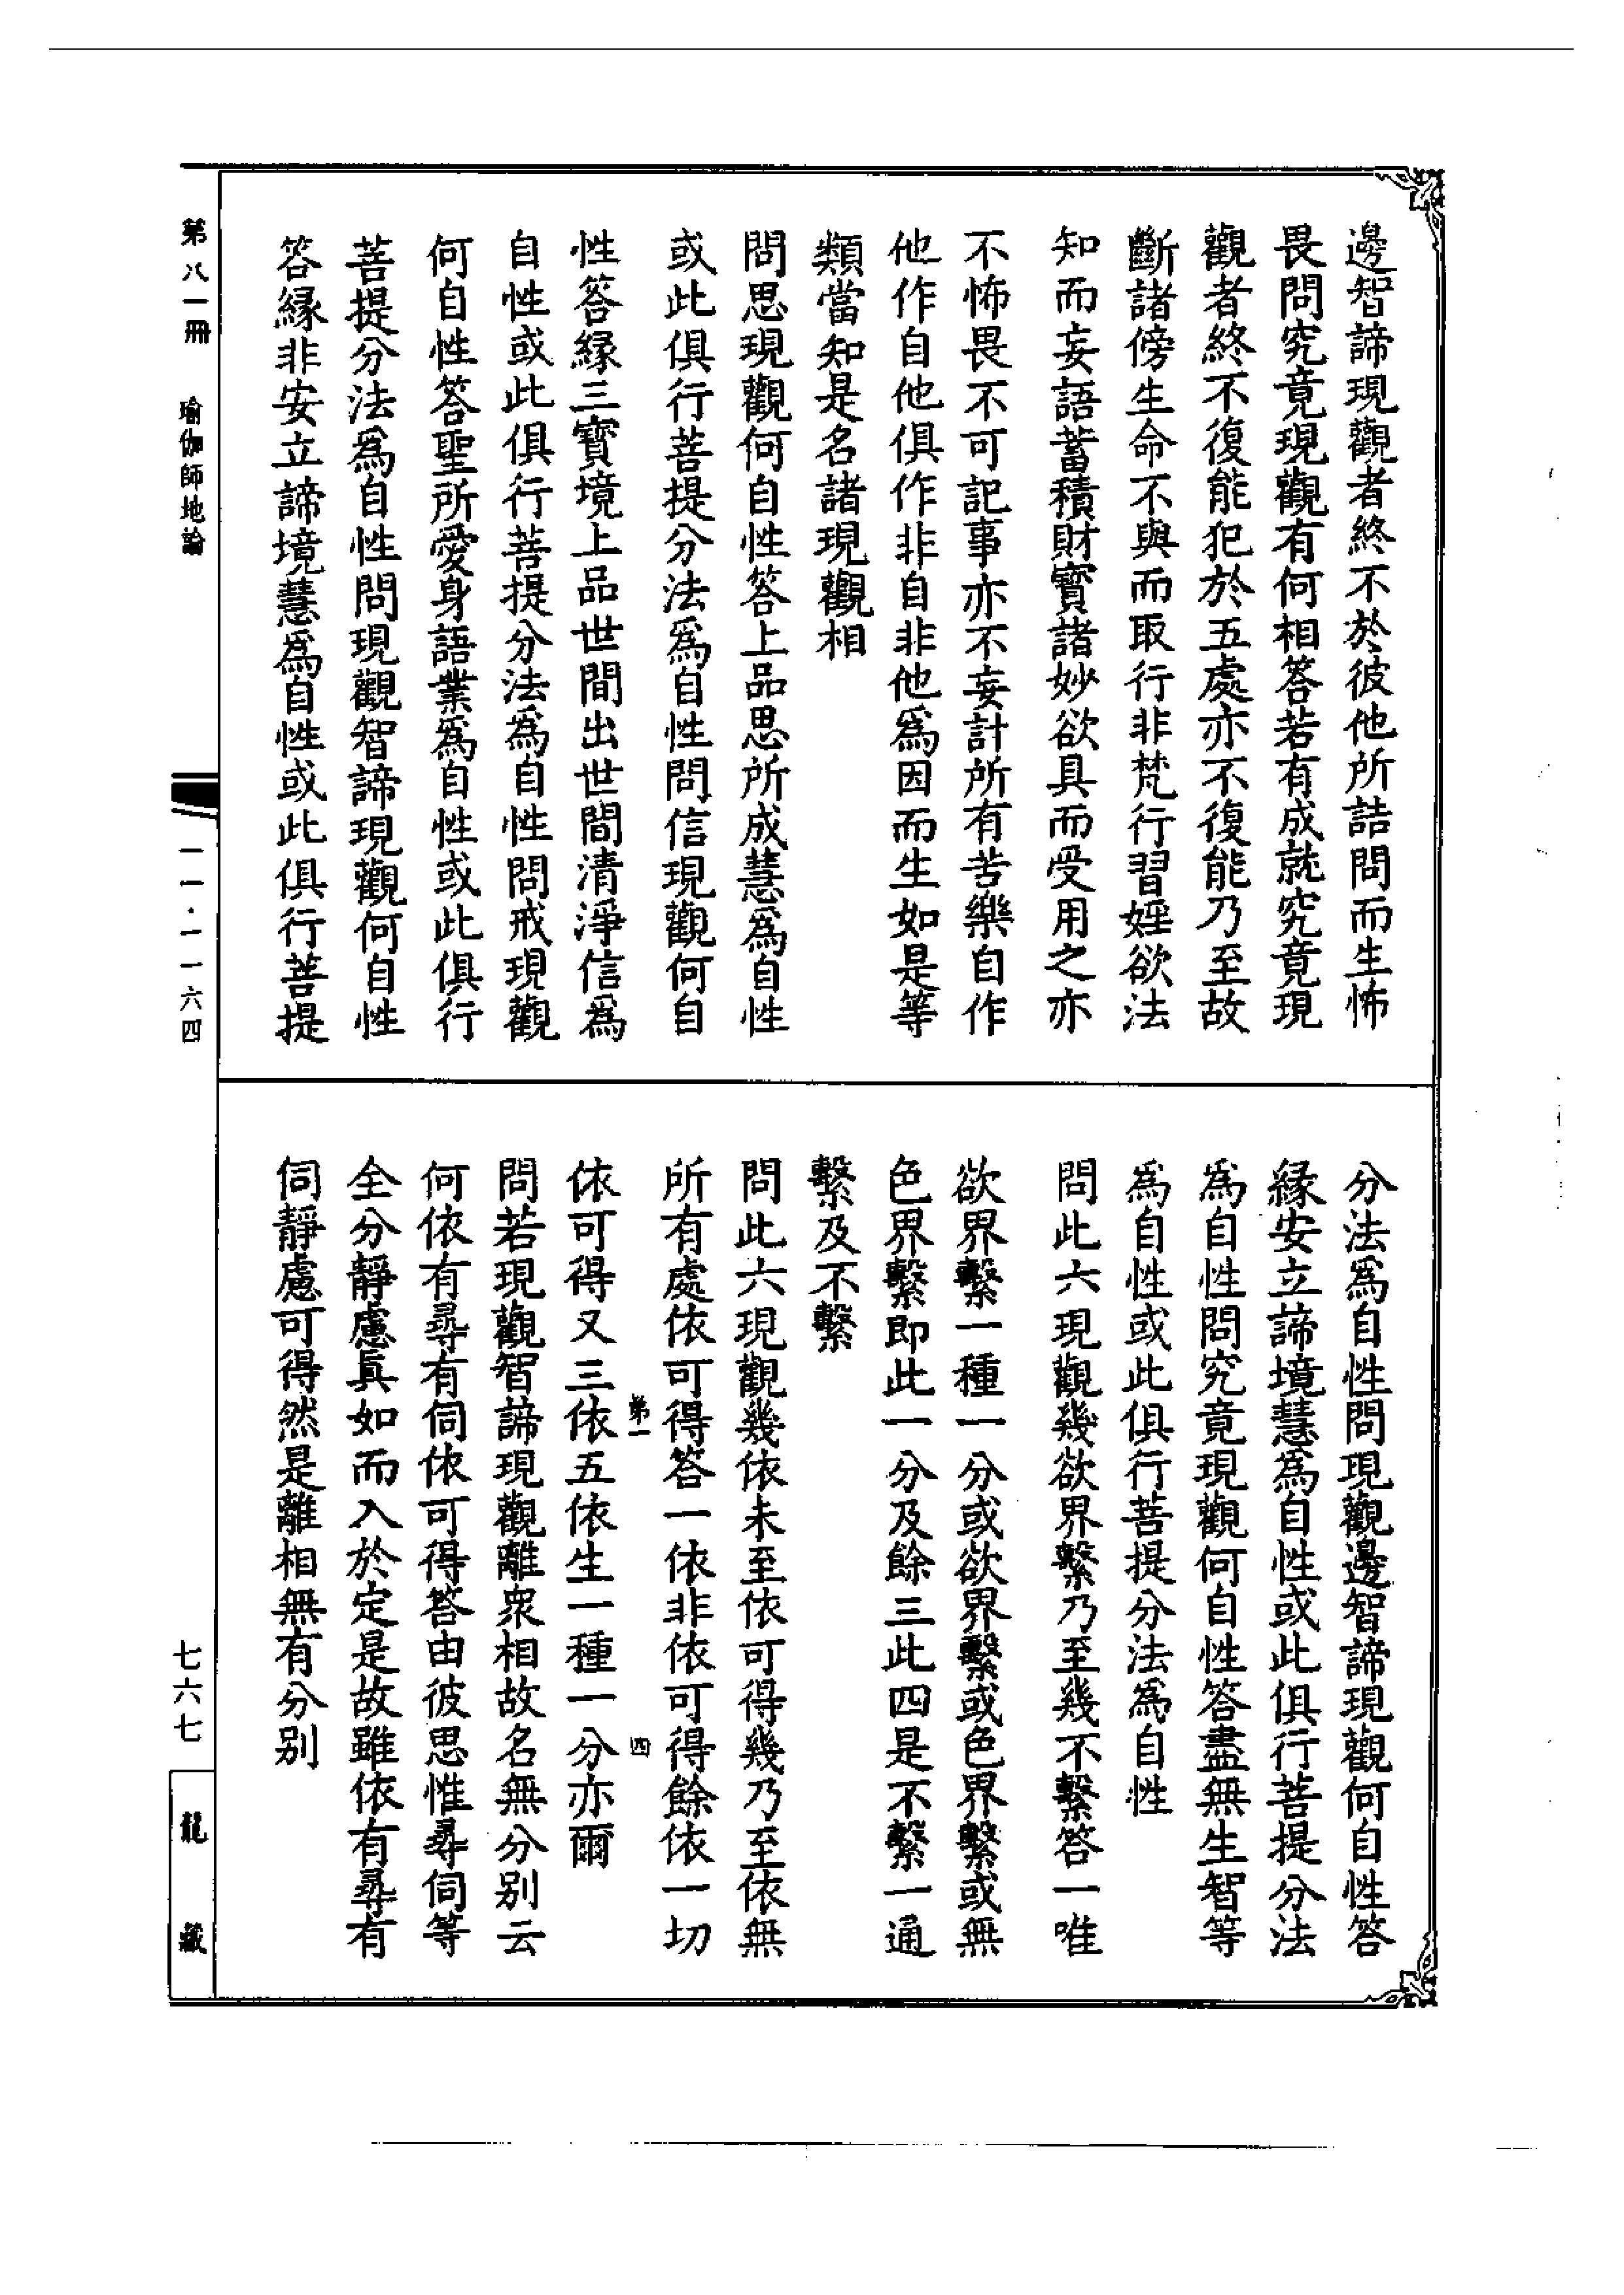 邊智諦現觀者終不於彼他所詰問而生怖
畏問究竟現觀有何相答若有成就究竟現
觀者終不復能犯於五處亦不復能乃至故
斷諸傍生命不與而取行非梵行習婬欲法
知而妄語蓄積財寶諸妙欲具而受用之亦
不怖畏不可記事亦不妄計所有苦樂自作
他作自他俱作非自非他爲因而生如是等
類當知是名諸現觀相
問思現觀何自性答上品思所成慧爲自性
或此俱行菩提分法爲自性問信現觀何自
性答緣三寶境上品世間出世間清淨信爲
自性或此俱行菩提分法爲自性問戒現觀
何自性答聖所愛身語業爲自性或此俱行
菩提分法爲自性問現觀智諦現觀何自性
答緣非安立諦境慧爲自性或此俱行菩提
分法爲自性問現觀邊智諦現觀何自性答
緣安立諦境慧爲自性或此俱行菩提分法
爲自性問究竟現觀何自性答盡無生智等
爲自性或此俱行菩提分法爲自性
問此六現觀幾欲界繫乃至幾不繫答一唯
欲界繫一種一分或欲界繫或色界繫或無
色界繫即此一分及餘三此四是不繫一通
繫及不繫
問此六現觀幾依未至依可得幾乃至依無
所有處依可得答一依非依可得餘依一切
第一 四
依可得又三依五依生一種一分亦爾
問若現觀智諦現觀離衆相故名無分別云
何依有尋有伺依可得答由彼思惟尋伺等
全分靜慮眞如而入於定是故雖依有尋有
伺靜慮可得然是離相無有分別
第八一冊 瑜伽師地論 一一·一一六四
七六七 龍藏